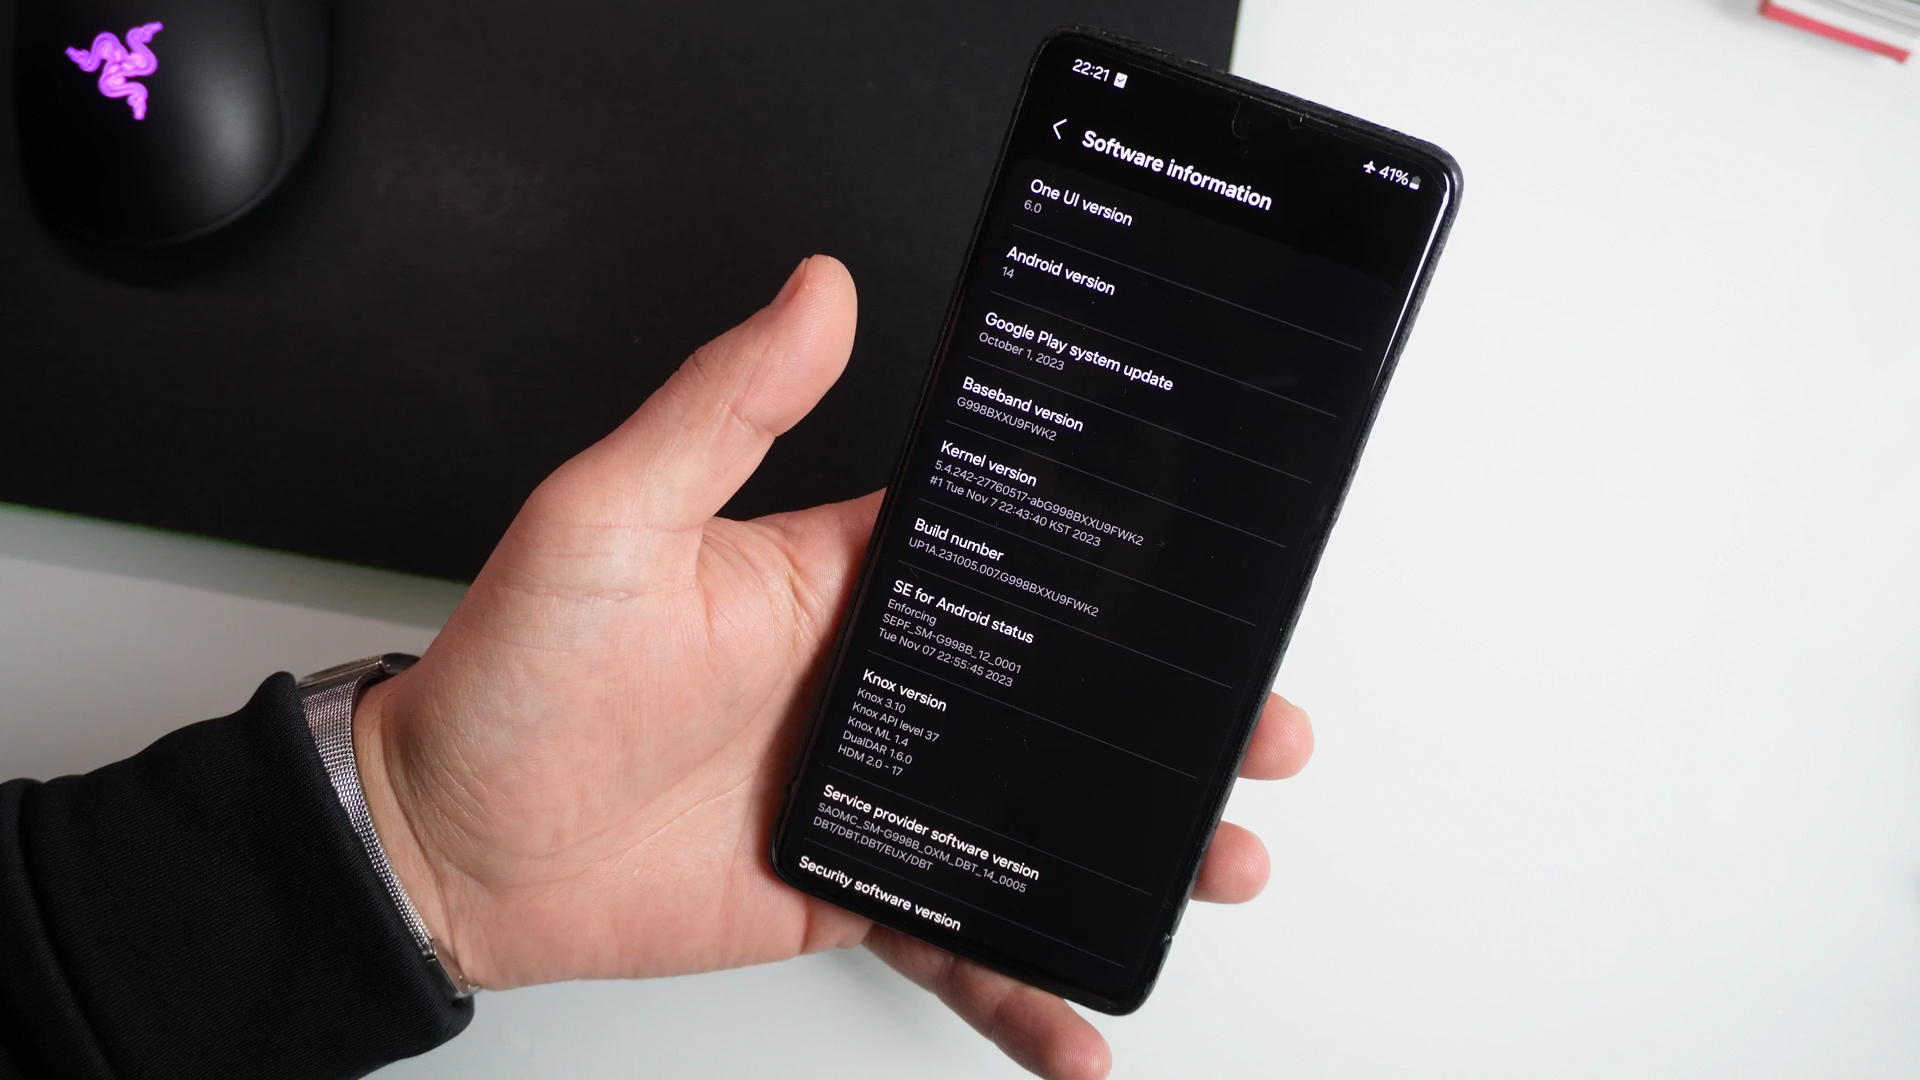 22:21
41%
Software information
One UI version
6.0
Android version
14
Google Play system update
October 1, 2023
Baseband version
G998BXXU9FWK2
Kernel version
5.4.242-27760517-abG998BXXU9FWK2
#1 Tue Nov 7 22:43:40 KST 2023
Build number
UP1A.231005.007.G998BXXU9FWK2
SE for Android status
Enforcing
SEPF_SM-G998B_12_0001
Tue Nov 07 22:55:45 2023
Knox version
Knox 3.10
Knox API level 37
Knox ML 1.4
DualDAR 1.6.0
HDM 2.0 - 17
Service provider software version
SAOMC_SM-G998B_OXM_DBT_14_0005
DBT/DBT,DBT/EUX/DBT
Security software version